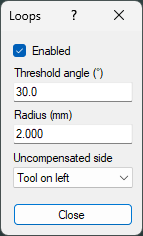 Loops ?
Enabled
Threshold angle (°)
30.0
Radius (mm)
2.000
Uncompensated side
Tool on left
Close